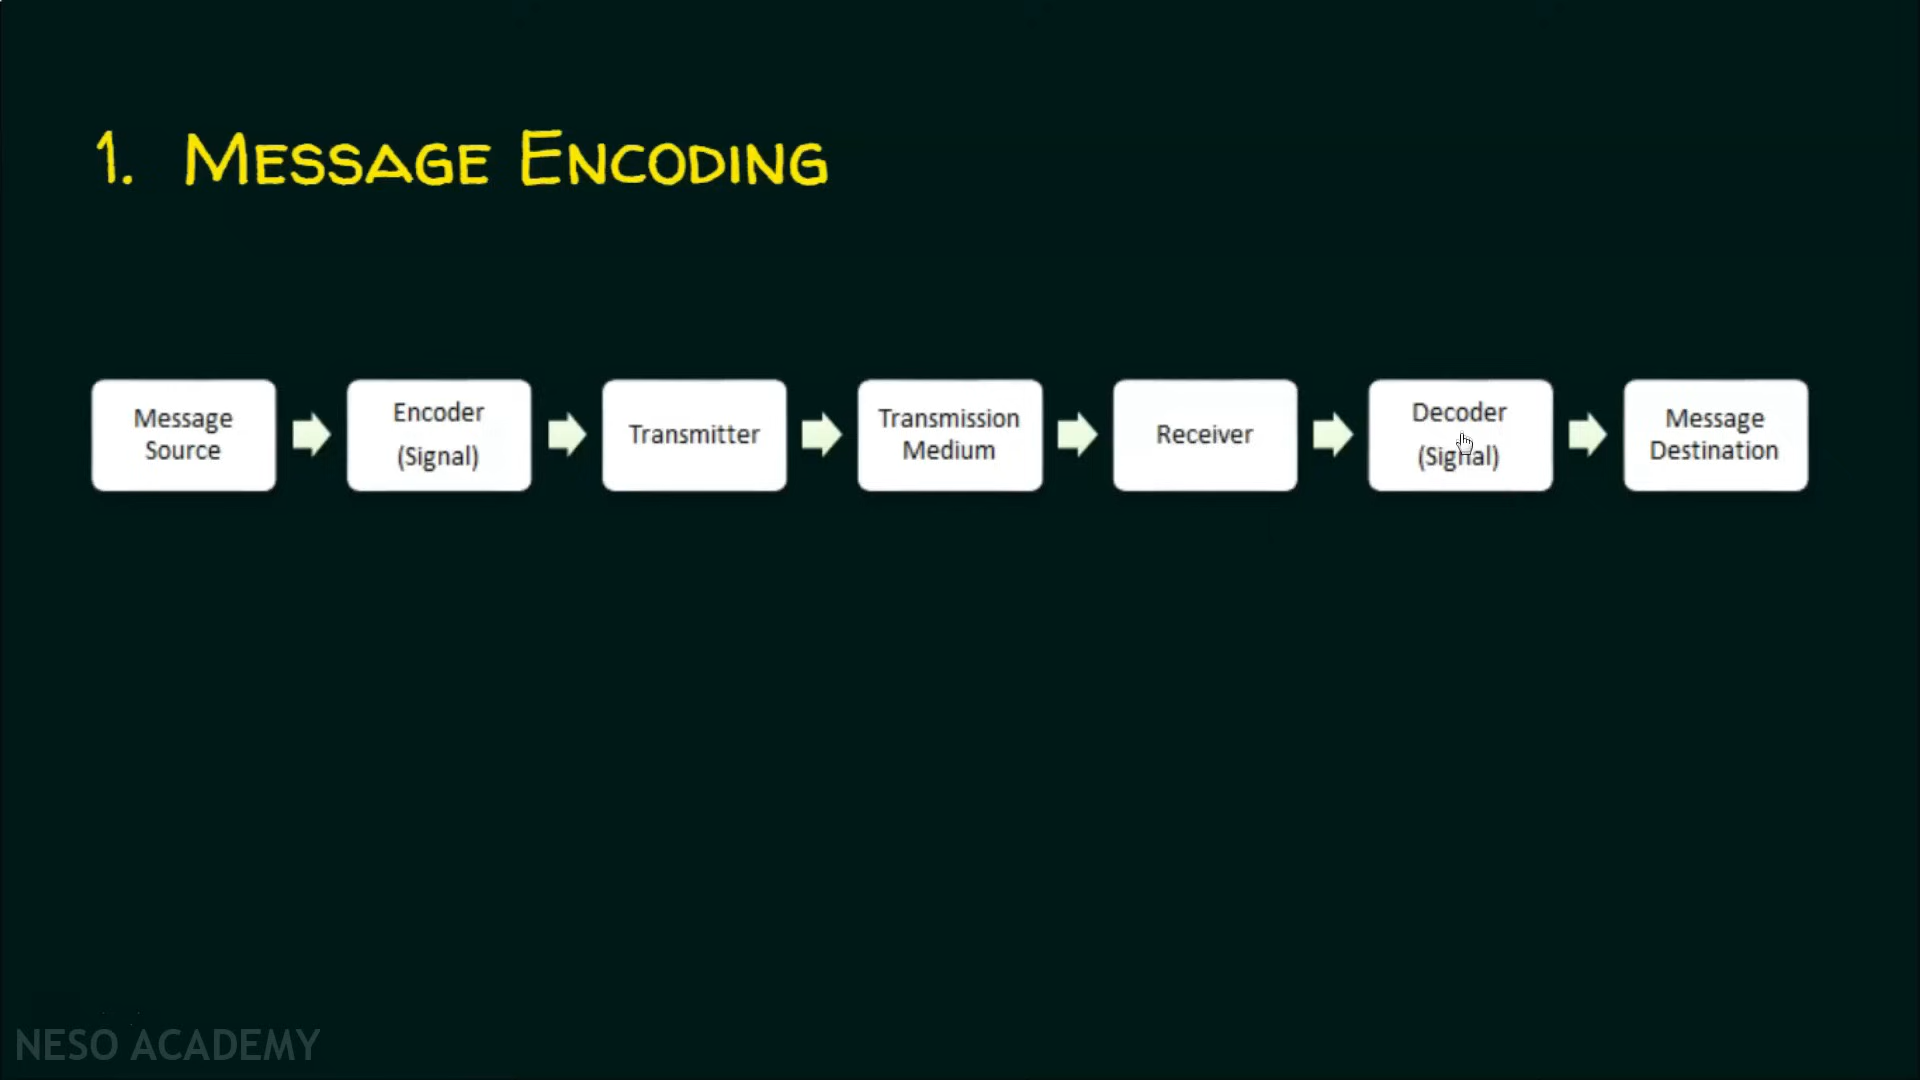 1. MESSAGE ENCODING
Message
Source
Encoder
(Signal)
Transmitter
Transmission
Medium
Receiver
Decoder
(Signal)
Message
Destination
NESO ACADEMY